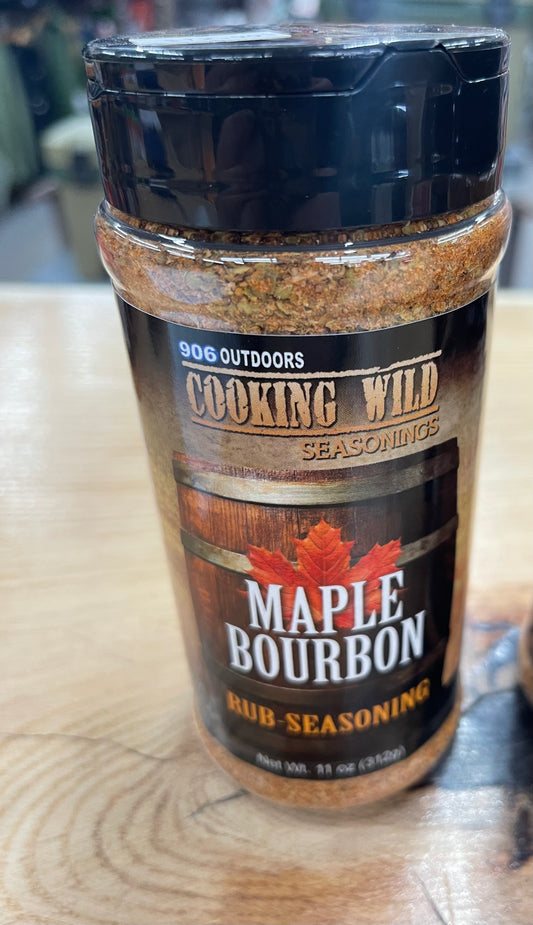 906 OUTDOORS
COOKING WILD
SEASONINGS
MAPLE
BOURBON
RUB-SEASONING
Net Wt. 11 oz (312g)